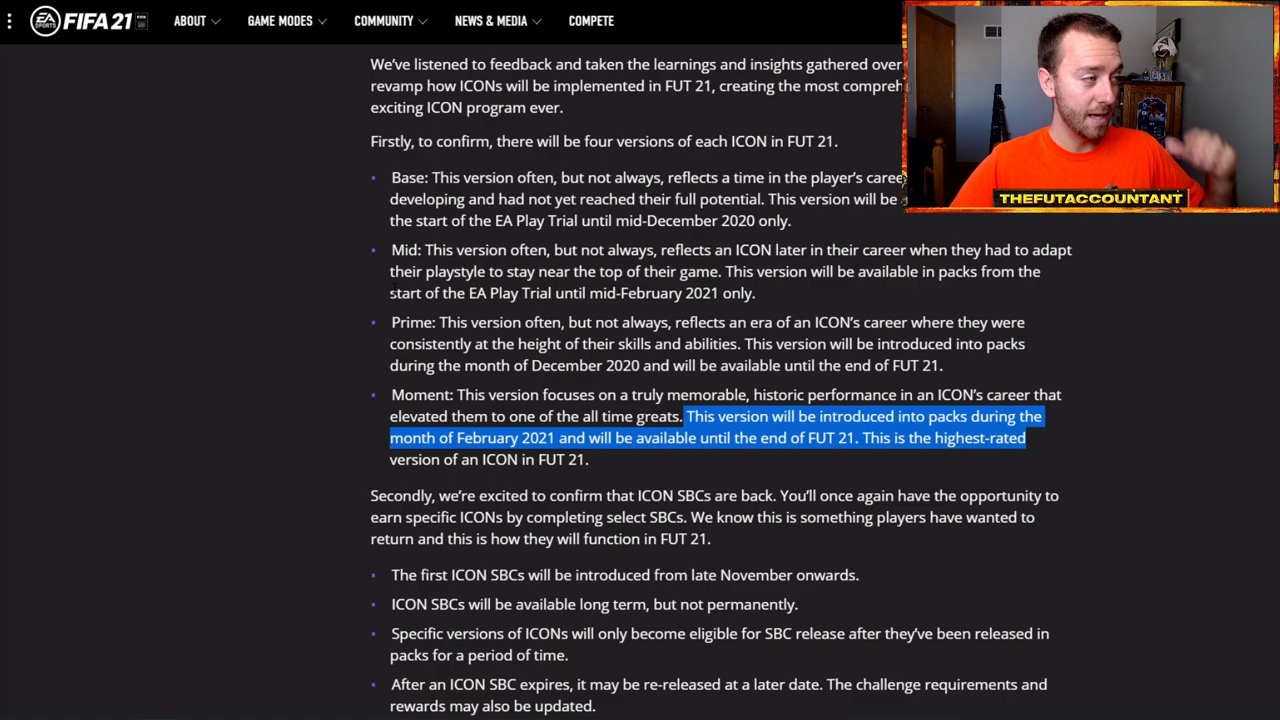 EA SPORTS FIFA 21 ABOUT GAME MODES COMMUNITY NEWS & MEDIA COMPETE
We've listened to feedback and taken the learnings and insights gathered over
revamp how ICONs will be implemented in FUT 21, creating the most compreh
exciting ICON program ever.
Firstly, to confirm, there will be four versions of each ICON in FUT 21.
• Base: This version often, but not always, reflects a time in the player's caree
developing and had not yet reached their full potential. This version will be
the start of the EA Play Trial until mid-December 2020 only.
• Mid: This version often, but not always, reflects an ICON later in their career when they had to adapt
their playstyle to stay near the top of their game. This version will be available in packs from the
start of the EA Play Trial until mid-February 2021 only.
• Prime: This version often, but not always, reflects an era of an ICON's career where they were
consistently at the height of their skills and abilities. This version will be introduced into packs
during the month of December 2020 and will be available until the end of FUT 21.
• Moment: This version focuses on a truly memorable, historic performance in an ICON's career that
elevated them to one of the all time greats. This version will be introduced into packs during the
month of February 2021 and will be available until the end of FUT 21. This is the highest-rated
version of an ICON in FUT 21.
Secondly, we're excited to confirm that ICON SBCs are back. You'll once again have the opportunity to
earn specific ICONs by completing select SBCs. We know this is something players have wanted to
return and this is how they will function in FUT 21.
• The first ICON SBCs will be introduced from late November onwards.
• ICON SBCs will be available long term, but not permanently.
• Specific versions of ICONs will only become eligible for SBC release after they've been released in
packs for a period of time.
• After an ICON SBC expires, it may be re-released at a later date. The challenge requirements and
rewards may also be updated.
THEFUTACCOUNTANT